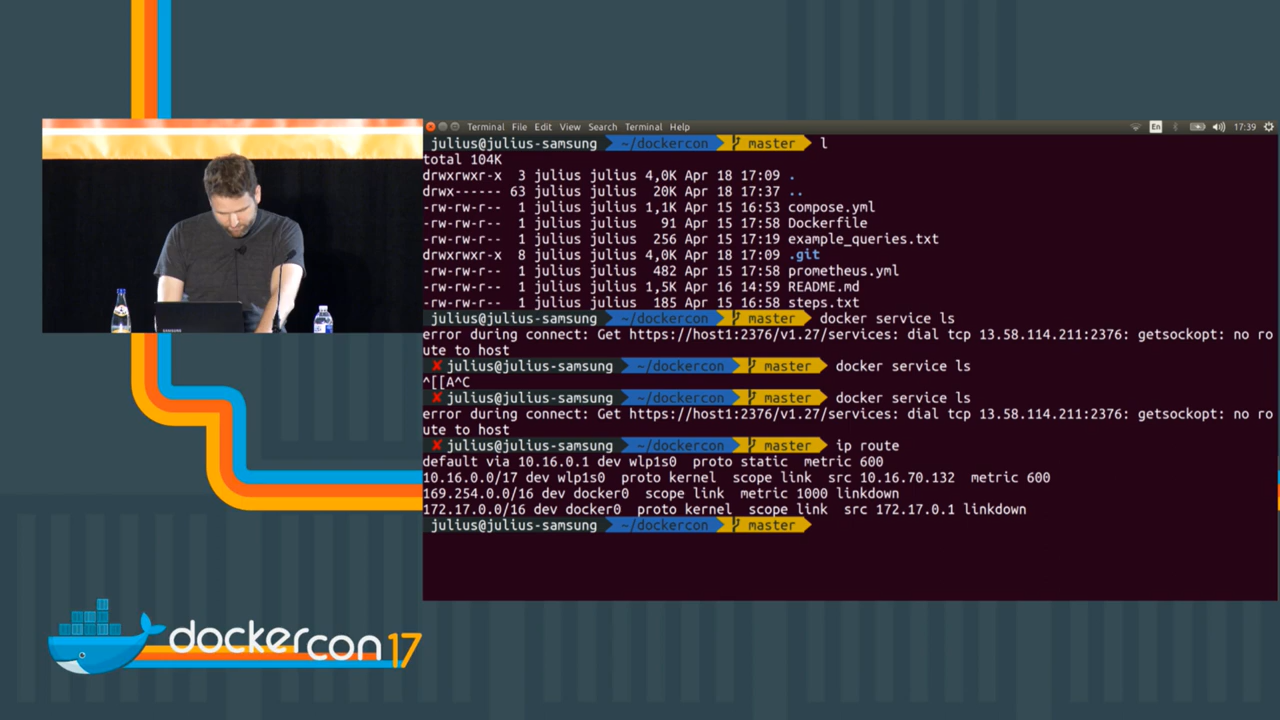 Terminal File Edit View Search Terminal Help En 17:39
julius@julius-samsung ~/dockercon master l
total 104K
drwxrwxr-x 3 julius julius 4,0K Apr 18 17:09 .
drwx------ 63 julius julius 20K Apr 18 17:37 ..
-rw-rw-r-- 1 julius julius 1,1K Apr 15 16:53 compose.yml
-rw-rw-r-- 1 julius julius 91 Apr 15 17:58 Dockerfile
-rw-rw-r-- 1 julius julius 256 Apr 15 17:19 example_queries.txt
drwxrwxr-x 8 julius julius 4,0K Apr 18 17:09 .git
-rw-rw-r-- 1 julius julius 482 Apr 15 17:58 prometheus.yml
-rw-rw-r-- 1 julius julius 1,5K Apr 16 14:59 README.md
-rw-rw-r-- 1 julius julius 185 Apr 15 16:58 steps.txt
julius@julius-samsung ~/dockercon master docker service ls
error during connect: Get https://host1:2376/v1.27/services: dial tcp 13.58.114.211:2376: getsockopt: no ro
ute to host
✘ julius@julius-samsung ~/dockercon master docker service ls
^[[A^C
✘ julius@julius-samsung ~/dockercon master docker service ls
error during connect: Get https://host1:2376/v1.27/services: dial tcp 13.58.114.211:2376: getsockopt: no ro
ute to host
✘ julius@julius-samsung ~/dockercon master ip route
default via 10.16.0.1 dev wlp1s0 proto static metric 600
10.16.0.0/17 dev wlp1s0 proto kernel scope link src 10.16.70.132 metric 600
169.254.0.0/16 dev docker0 scope link metric 1000 linkdown
172.17.0.0/16 dev docker0 proto kernel scope link src 172.17.0.1 linkdown
julius@julius-samsung ~/dockercon master
SAMSUNG
dockercon 17